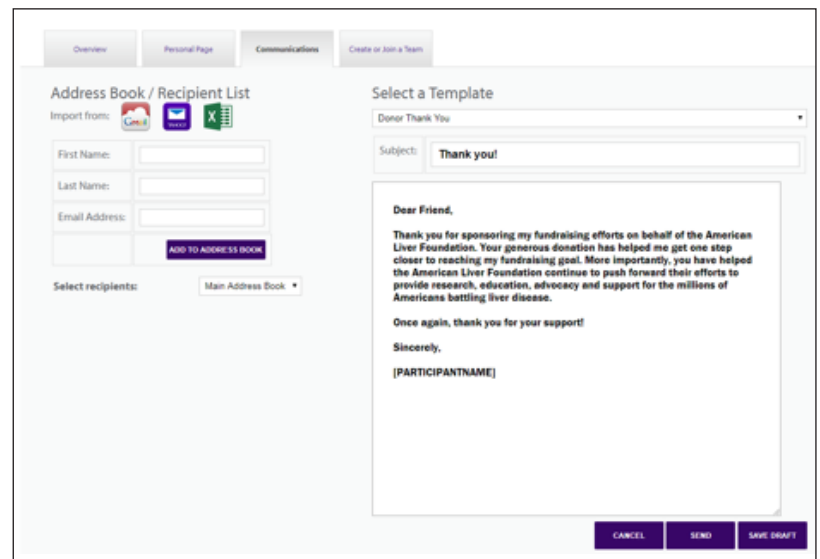 Overview
Personal Page
Communications
Create or Join a Team
Address Book / Recipient List
Import from:
Gmail
YAHOO!
First Name:
Last Name:
Email Address:
ADD TO ADDRESS BOOK
Select recipients:
Main Address Book
Select a Template
Donor Thank You
Subject:
Thank you!
Dear Friend,
Thank you for sponsoring my fundraising efforts on behalf of the American
Liver Foundation. Your generous donation has helped me get one step
closer to reaching my fundraising goal. More importantly, you have helped
the American Liver Foundation continue to push forward their efforts to
provide research, education, advocacy and support for the millions of
Americans battling liver disease.
Once again, thank you for your support!
Sincerely,
[PARTICIPANTNAME]
CANCEL
SEND
SAVE DRAFT